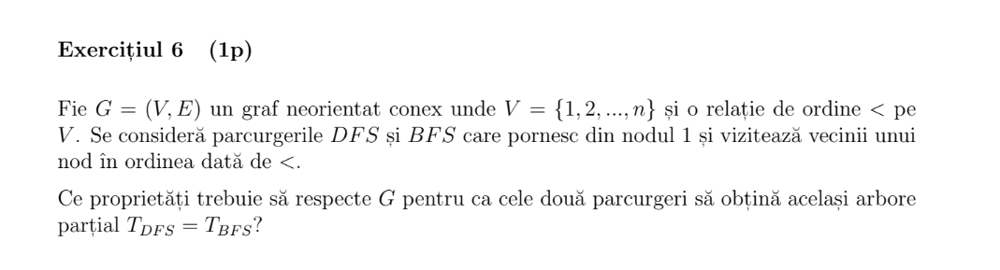 Exercițiul 6 (1p)
Fie G = (V, E) un graf neorientat conex unde V = {1, 2, ..., n} și o relație de ordine < pe
V. Se consideră parcurgerile DFS și BFS care pornesc din nodul 1 și vizitează vecinii unui
nod în ordinea dată de <.
Ce proprietăți trebuie să respecte G pentru ca cele două parcurgeri să obțină același arbore
parțial T_{DFS} = T_{BFS}?